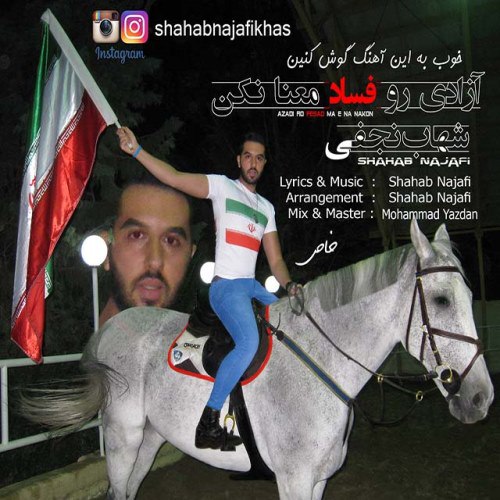 shahabnajafikhas
Instagram
خوب به این آهنگ گوش کنین
آزادی رو فساد معنا نکن
AZADI RO FESAD MA E NA NAKON
شهاب نجفی
SHAHAB NAJAFI
Lyrics & Music : Shahab Najafi
Arrangement : Shahab Najafi
Mix & Master : Mohammad Yazdan
خاص